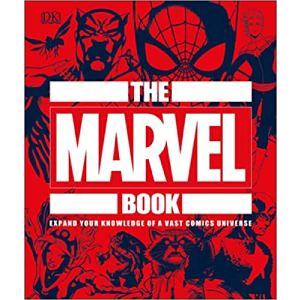 DK
THE
MARVEL
BOOK
EXPAND YOUR KNOWLEDGE OF A VAST COMICS UNIVERSE